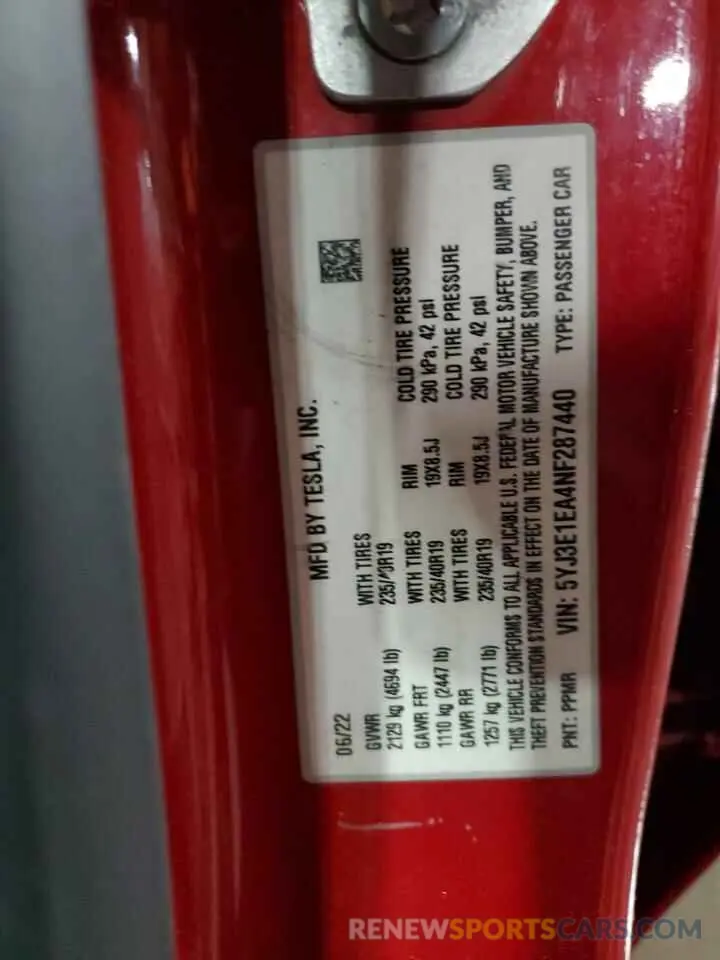 MFD BY TESLA, INC.
06/22
GVWR WITH TIRES
2129 kg (4694 lb) 235/40R19
GAWR FRT WITH TIRES RIM COLD TIRE PRESSURE
1110 kg (2447 lb) 235/40R19 19X8.5J 290 kPa, 42 psi
GAWR RR WITH TIRES RIM COLD TIRE PRESSURE
1257 kg (2771 lb) 235/40R19 19X8.5J 290 kPa, 42 psi
THIS VEHICLE CONFORMS TO ALL APPLICABLE U.S. FEDERAL MOTOR VEHICLE SAFETY, BUMPER, AND
THEFT PREVENTION STANDARDS IN EFFECT ON THE DATE OF MANUFACTURE SHOWN ABOVE.
PNT: PPMR VIN: 5YJ3E1EA4NF287440 TYPE: PASSENGER CAR
RENEWSPORTSCARS.COM